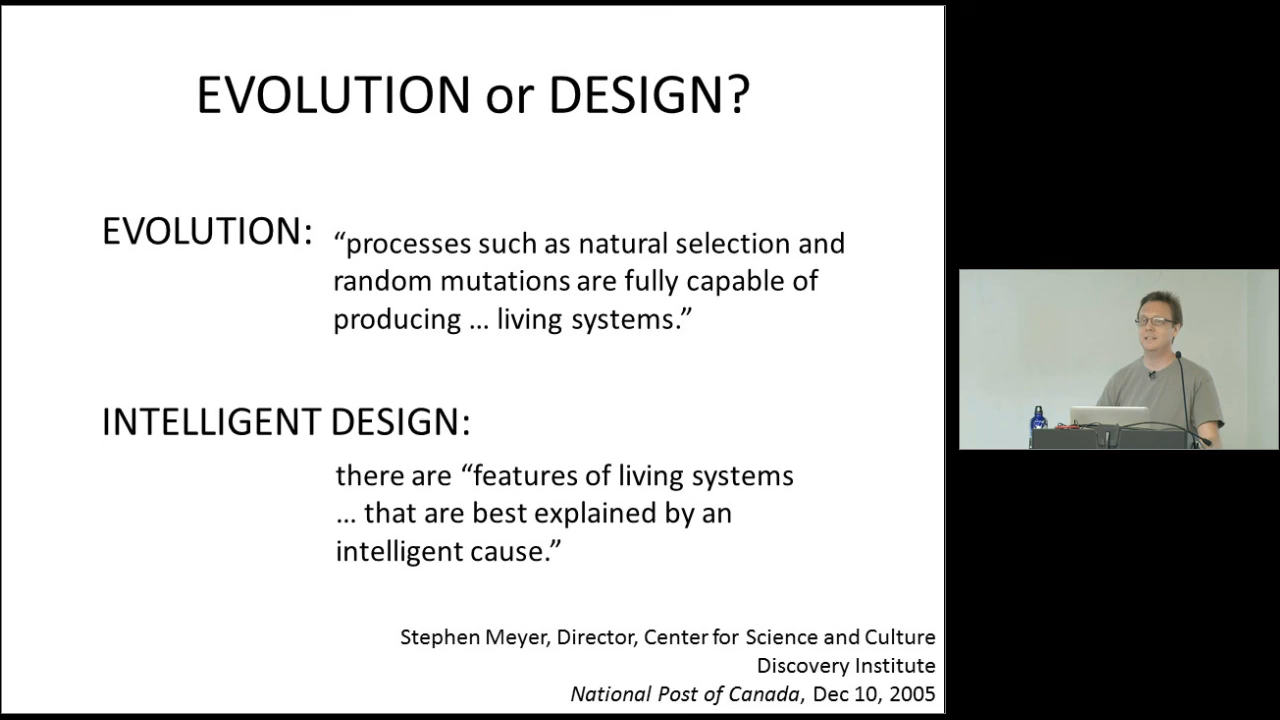 EVOLUTION or DESIGN?
EVOLUTION:
“processes such as natural selection and
random mutations are fully capable of
producing … living systems.”
INTELLIGENT DESIGN:
there are “features of living systems
… that are best explained by an
intelligent cause.”
Stephen Meyer, Director, Center for Science and Culture
Discovery Institute
National Post of Canada, Dec 10, 2005